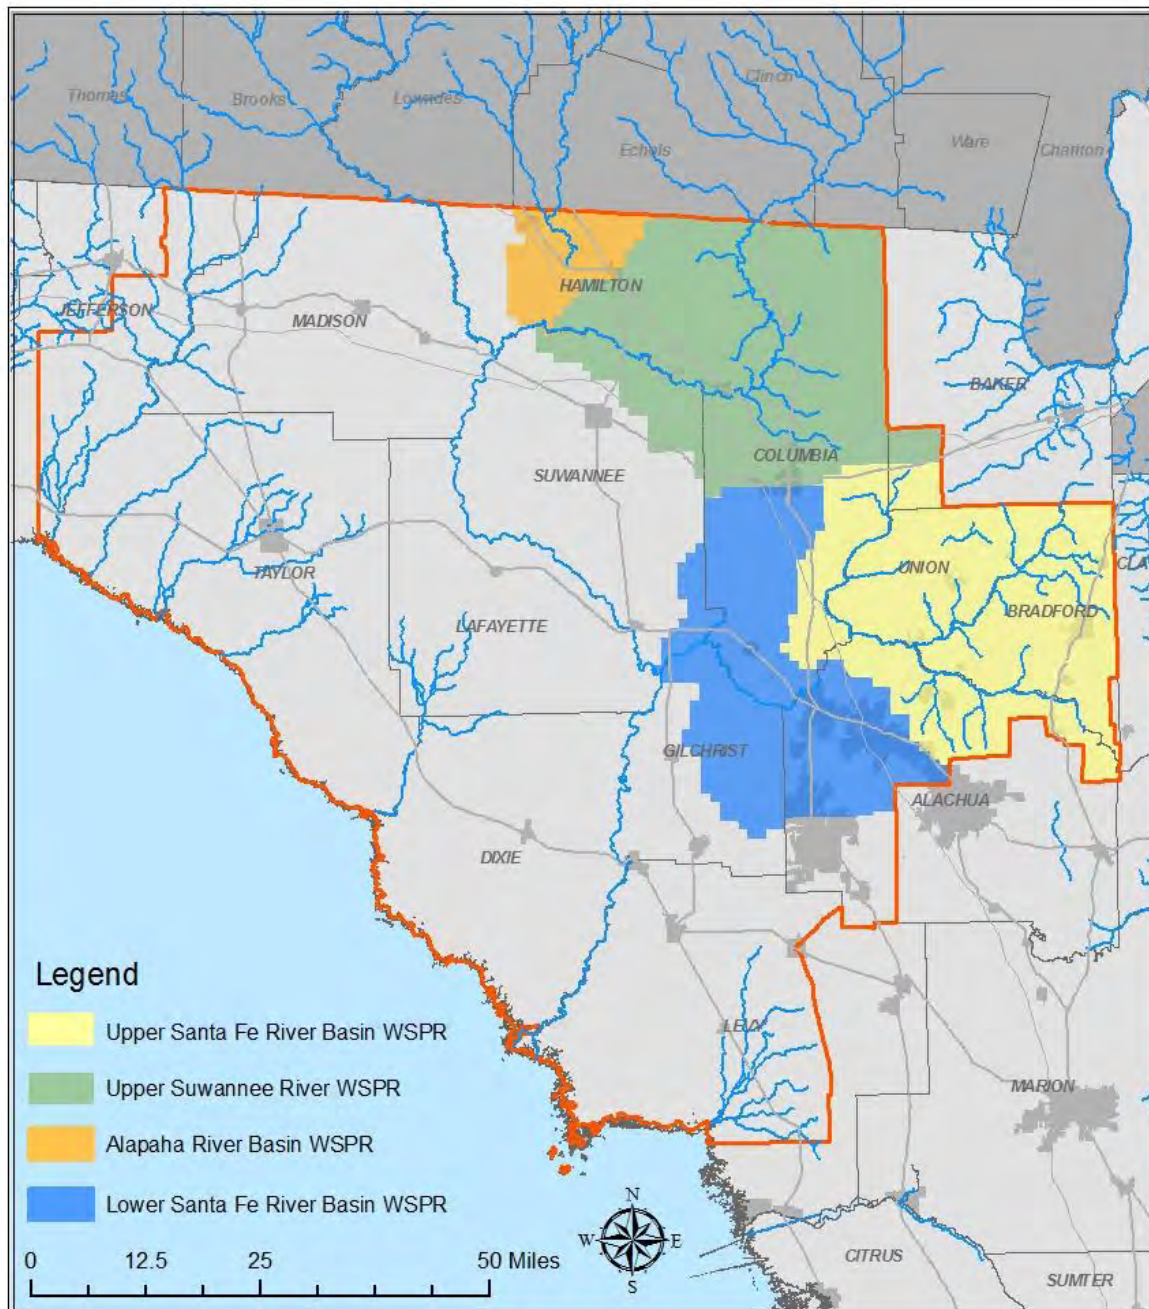 Thomas
Brooks
Lowndes
Clinch
Echols
Ware
Charlton
HAMILTON
JEFFERSON
MADISON
BAKER
COLUMBIA
SUWANNEE
TAYLOR
UNION
CLA
BRADFORD
LAFAYETTE
GILCHRIST
ALACHUA
DIXIE
LEVY
MARION
Legend
Upper Santa Fe River Basin WSPR
Upper Suwannee River WSPR
Alapaha River Basin WSPR
Lower Santa Fe River Basin WSPR
N
W E
S
0 12.5 25 50 Miles
CITRUS
SUMTER